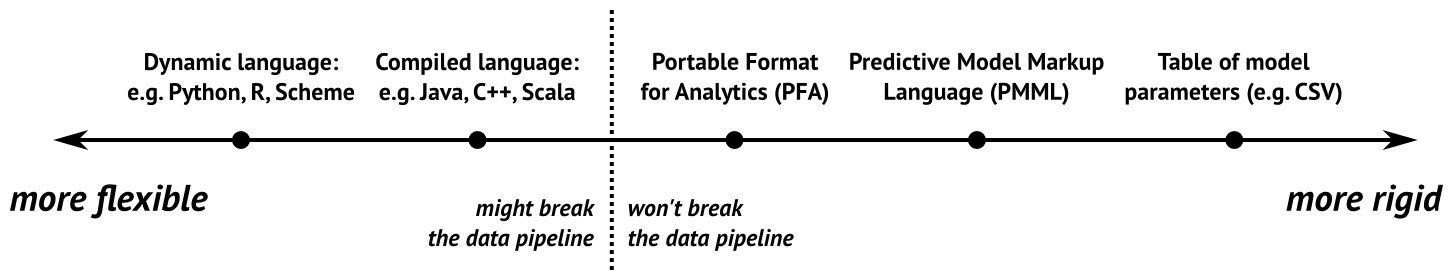 Dynamic language:
e.g. Python, R, Scheme
Compiled language:
e.g. Java, C++, Scala
Portable Format
for Analytics (PFA)
Predictive Model Markup
Language (PMML)
Table of model
parameters (e.g. CSV)
more flexible
more rigid
might break
the data pipeline
won't break
the data pipeline